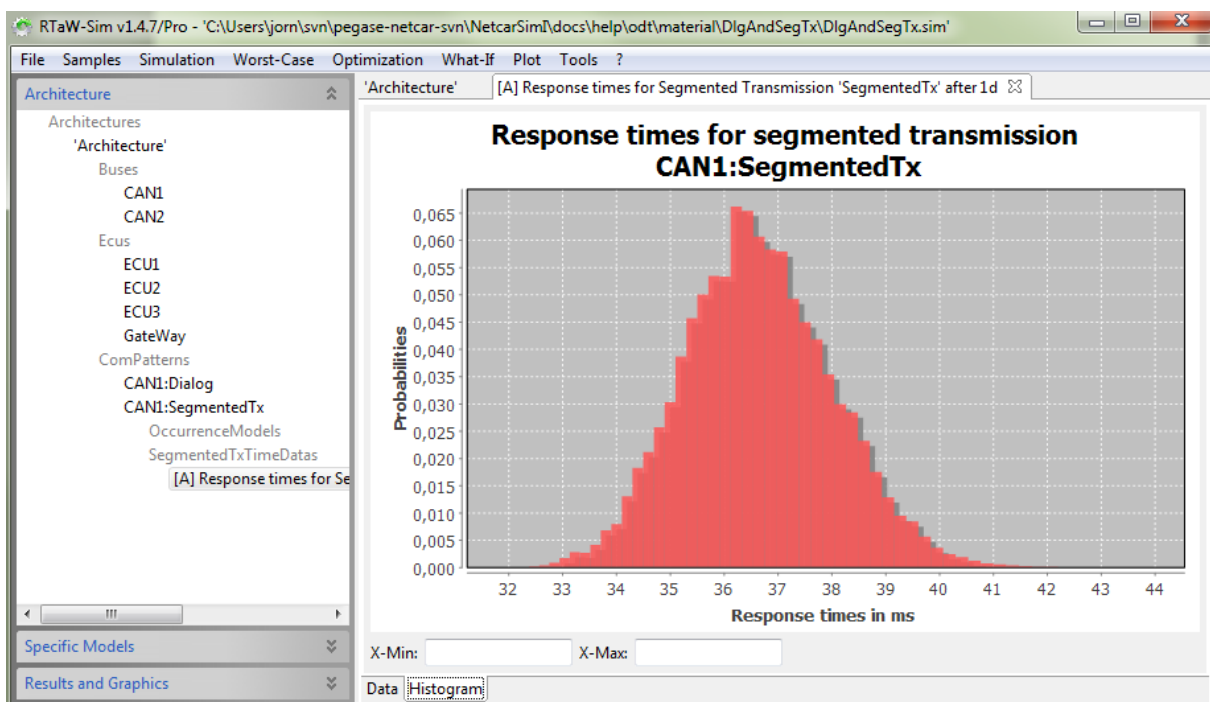 RTaW-Sim v1.4.7/Pro - 'C:\Users\jorn\svn\pegase-netcar-svn\NetcarSimI\docs\help\odt\material\DlgAndSegTx\DlgAndSegTx.sim'
File Samples Simulation Worst-Case Optimization What-If Plot Tools ?
Architecture
Architectures
'Architecture'
Buses
CAN1
CAN2
Ecus
ECU1
ECU2
ECU3
GateWay
ComPatterns
CAN1:Dialog
CAN1:SegmentedTx
OccurrenceModels
SegmentedTxTimeDatas
[A] Response times for Se
Specific Models
Results and Graphics
'Architecture' [A] Response times for Segmented Transmission 'SegmentedTx' after 1d
Response times for segmented transmission
CAN1:SegmentedTx
Probabilities
0,065
0,060
0,055
0,050
0,045
0,040
0,035
0,030
0,025
0,020
0,015
0,010
0,005
0,000
32 33 34 35 36 37 38 39 40 41 42 43 44
Response times in ms
X-Min: X-Max:
Data Histogram